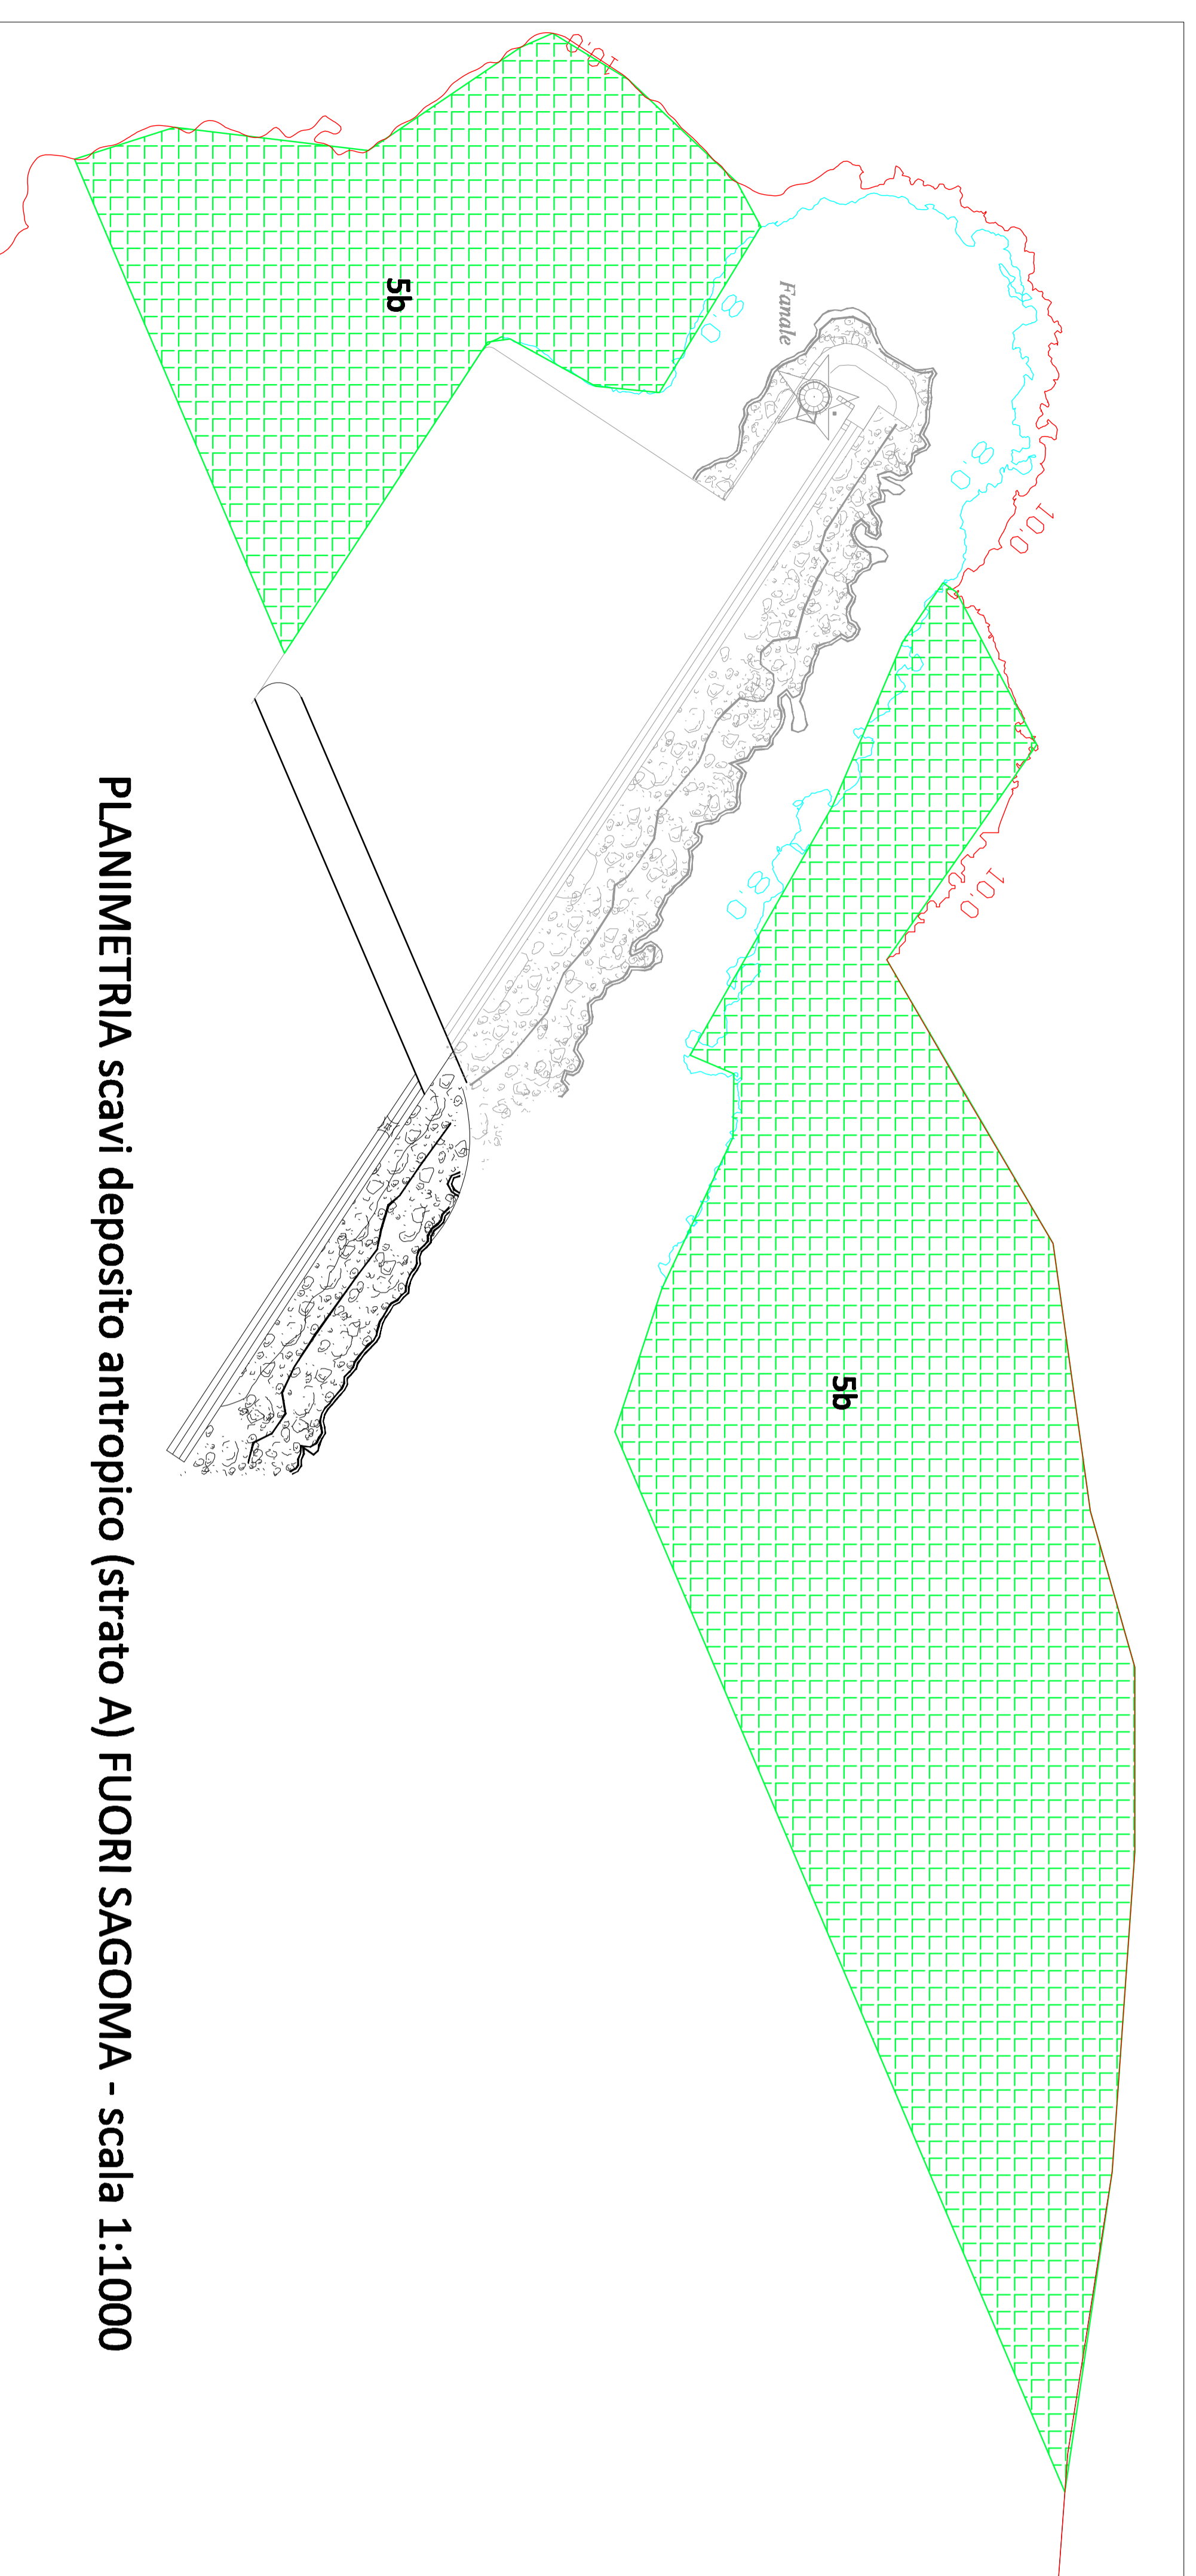 10.0
8.0
Fanale
5b
8.0
10.0
10.0
8.0
5b
PLANIMETRIA scavi deposito antropico (strato A) FUORI SAGOMA - scala 1:1000